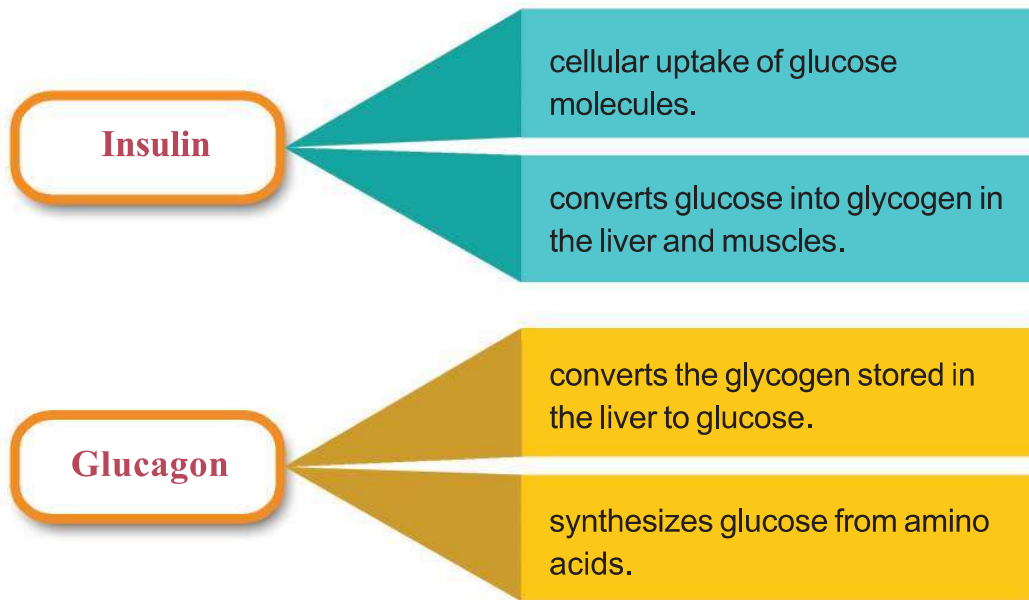 Insulin
cellular uptake of glucose
molecules.
converts glucose into glycogen in
the liver and muscles.
Glucagon
converts the glycogen stored in
the liver to glucose.
synthesizes glucose from amino
acids.